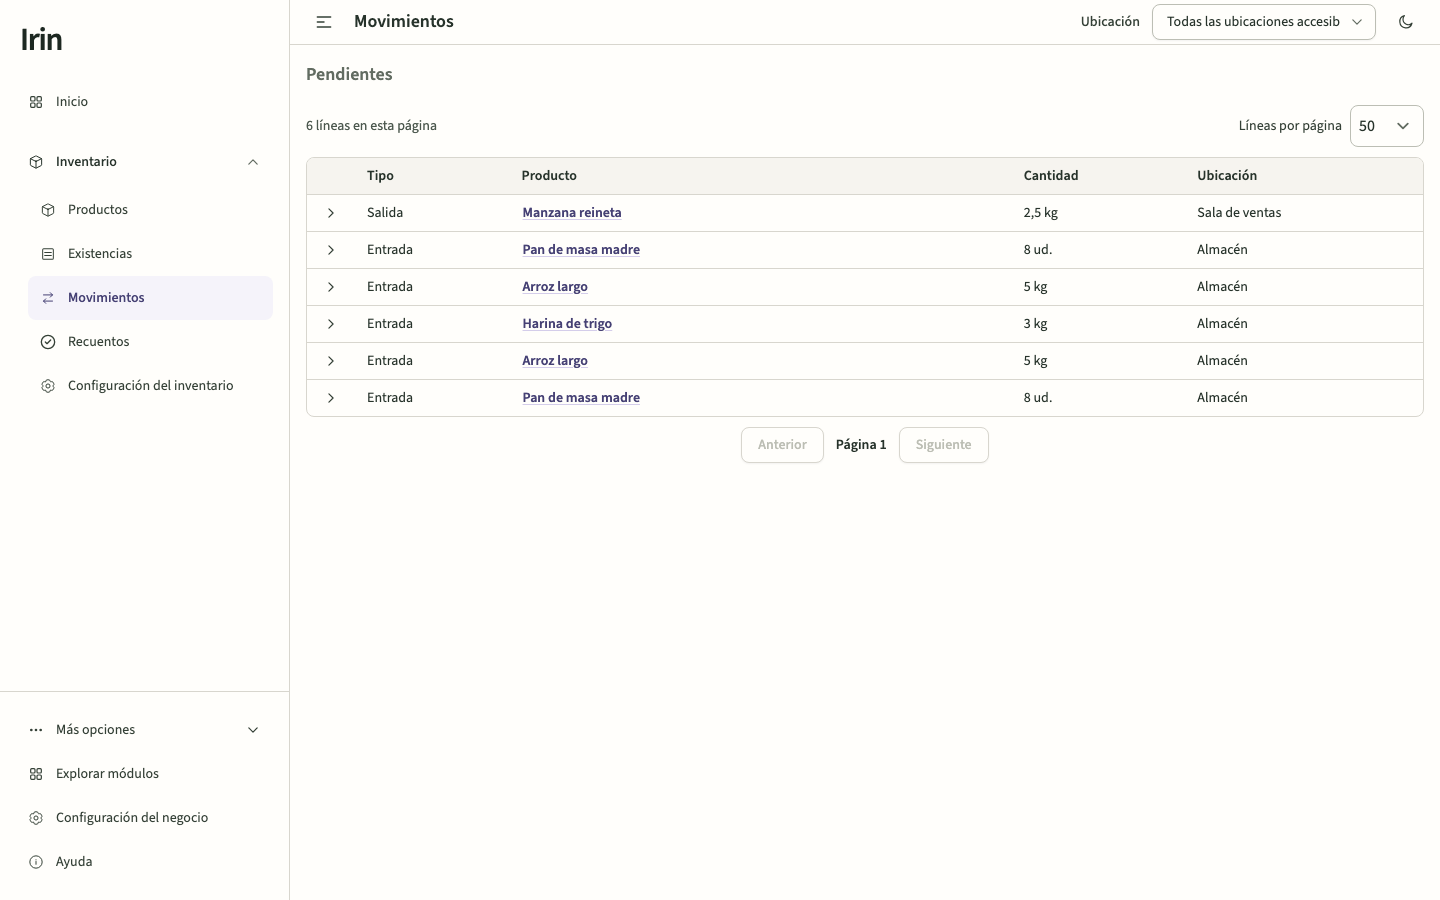 Irin
Inicio
Inventario
Productos
Existencias
Movimientos
Recuentos
Configuración del inventario
Más opciones
Explorar módulos
Configuración del negocio
Ayuda
Movimientos
Ubicación Todas las ubicaciones accesib
Pendientes
6 líneas en esta página Líneas por página 50
Tipo Producto Cantidad Ubicación
Salida Manzana reineta 2,5 kg Sala de ventas
Entrada Pan de masa madre 8 ud. Almacén
Entrada Arroz largo 5 kg Almacén
Entrada Harina de trigo 3 kg Almacén
Entrada Arroz largo 5 kg Almacén
Entrada Pan de masa madre 8 ud. Almacén
Anterior Página 1 Siguiente